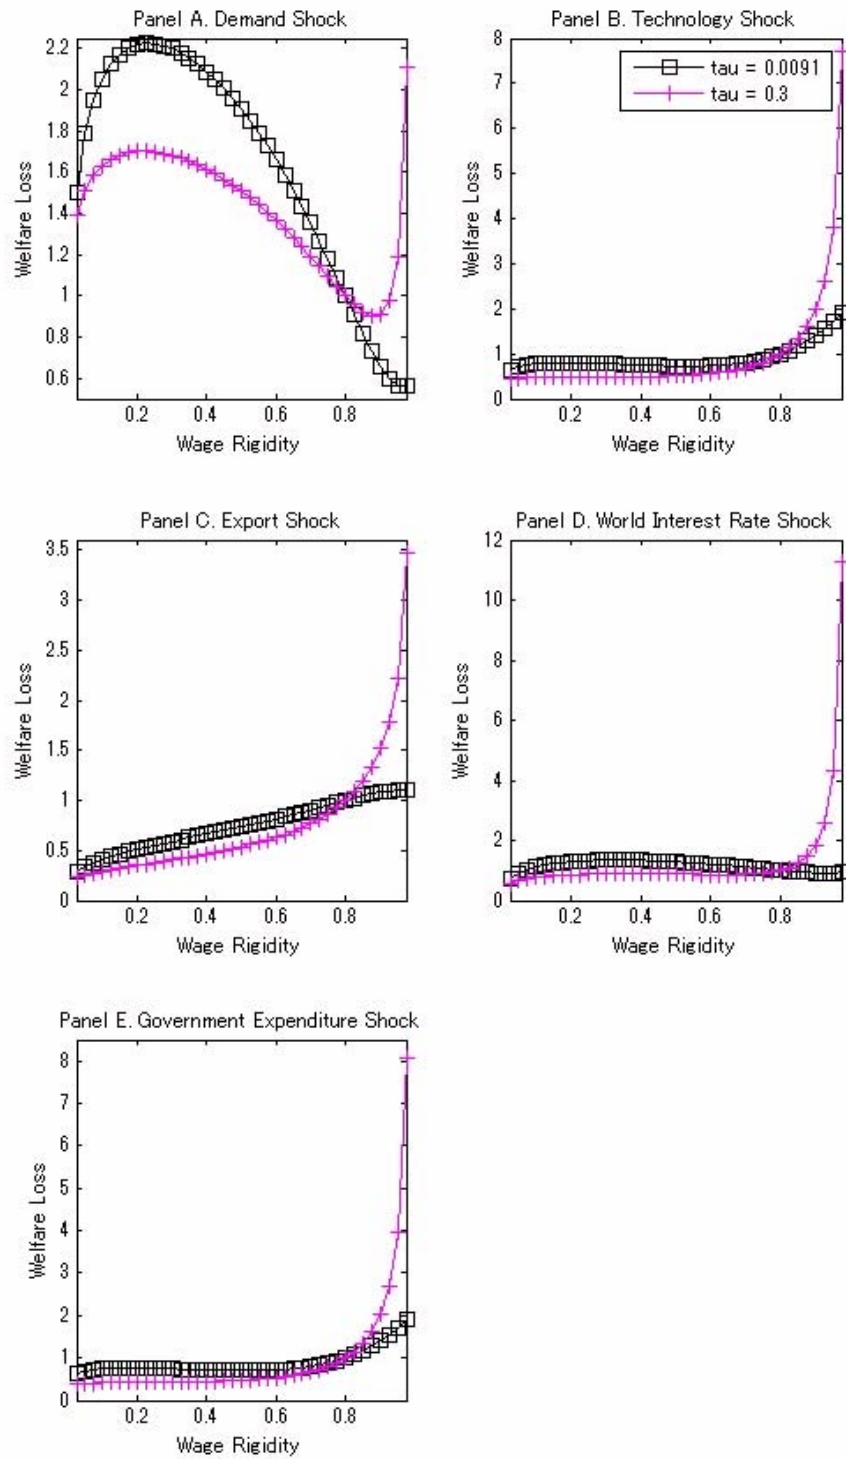 Panel A. Demand Shock
2.2
2
1.8
1.6
1.4
1.2
1
0.8
0.6
Welfare Loss
0.2 0.4 0.6 0.8
Wage Rigidity
Panel B. Technology Shock
8
7
6
5
4
3
2
1
0
Welfare Loss
tau = 0.0091
tau = 0.3
0.2 0.4 0.6 0.8
Wage Rigidity
Panel C. Export Shock
3.5
3
2.5
2
1.5
1
0.5
0
Welfare Loss
0.2 0.4 0.6 0.8
Wage Rigidity
Panel D. World Interest Rate Shock
12
10
8
6
4
2
0
Welfare Loss
0.2 0.4 0.6 0.8
Wage Rigidity
Panel E. Government Expenditure Shock
8
7
6
5
4
3
2
1
0
Welfare Loss
0.2 0.4 0.6 0.8
Wage Rigidity